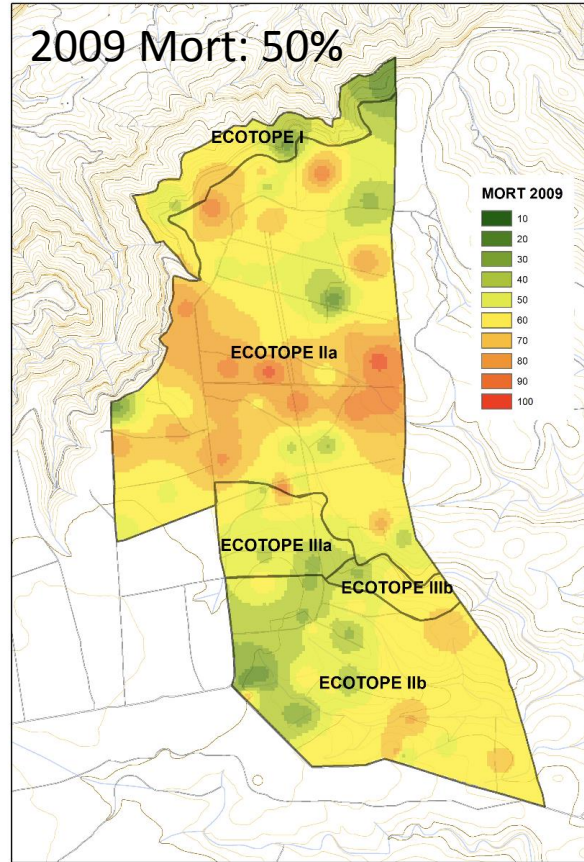 2009 Mort: 50%
ECOTOPE I
MORT 2009
10
20
30
40
50
60
70
80
90
100
ECOTOPE IIa
ECOTOPE IIIa
ECOTOPE IIIb
ECOTOPE IIb